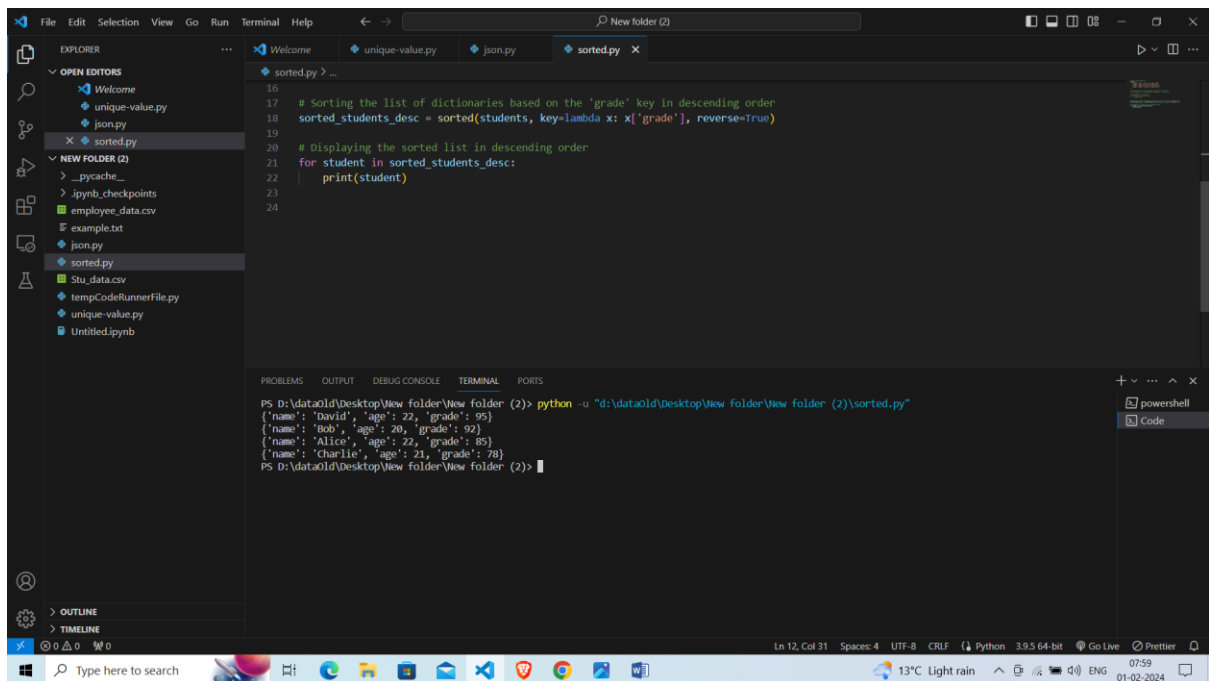 File Edit Selection View Go Run Terminal Help
New folder (2)
EXPLORER
Welcome unique-value.py json.py sorted.py
OPEN EDITORS
Welcome
unique-value.py
json.py
sorted.py
NEW FOLDER (2)
__pycache__
.ipynb_checkpoints
employee_data.csv
example.txt
json.py
sorted.py
Stu_data.csv
tempCodeRunnerFile.py
unique-value.py
Untitled.ipynb
OUTLINE
TIMELINE
sorted.py > ...
16
17 # Sorting the list of dictionaries based on the 'grade' key in descending order
18 sorted_students_desc = sorted(students, key=lambda x: x['grade'], reverse=True)
19
20 # Displaying the sorted list in descending order
21 for student in sorted_students_desc:
22 print(student)
23
24
PROBLEMS OUTPUT DEBUG CONSOLE TERMINAL PORTS
PS D:\dataOld\Desktop\New folder\New folder (2)> python -u "d:\dataOld\Desktop\New folder\New folder (2)\sorted.py"
{'name': 'David', 'age': 22, 'grade': 95}
{'name': 'Bob', 'age': 20, 'grade': 92}
{'name': 'Alice', 'age': 22, 'grade': 85}
{'name': 'Charlie', 'age': 21, 'grade': 78}
PS D:\dataOld\Desktop\New folder\New folder (2)>
powershell
Code
0 0 0 Ln 12, Col 31 Spaces: 4 UTF-8 CRLF Python 3.9.5 64-bit Go Live Prettier
Type here to search
13°C Light rain ENG 07:59
01-02-2024